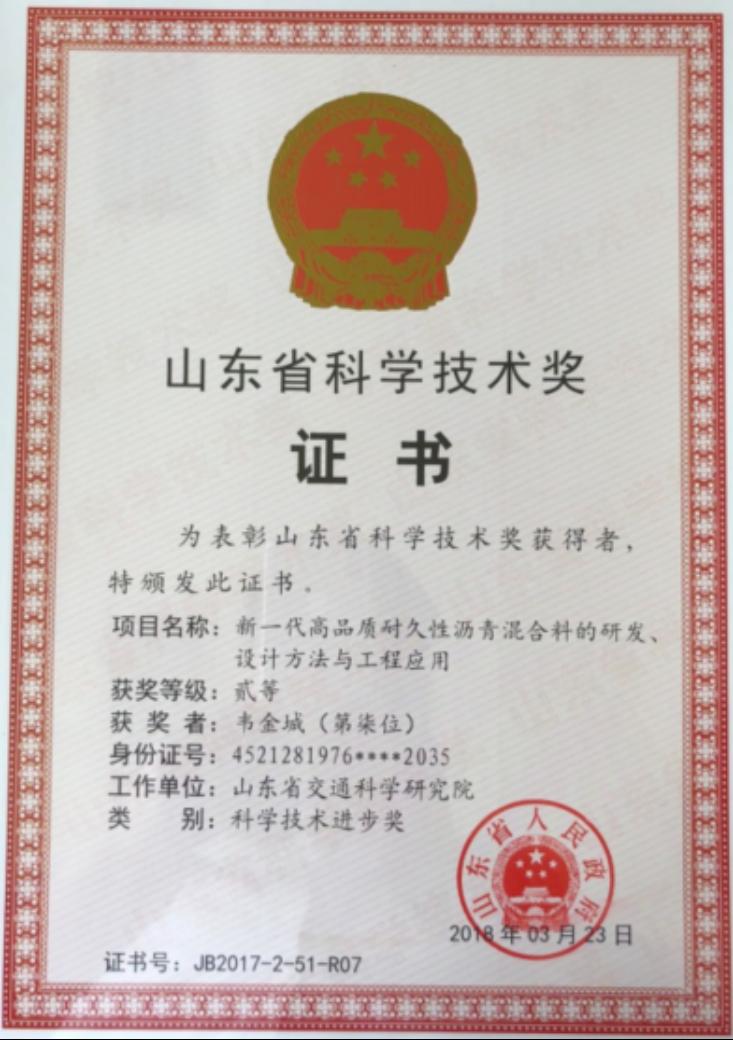 山东省科学技术奖
证书
为表彰山东省科学技术奖获得者，
特颁发此证书。
项目名称：新一代高品质耐久性沥青混合料的研发、
设计方法与工程应用
获奖等级：贰等
获奖者：韦金城（第柒位）
身份证号：4521281976****2035
工作单位：山东省交通科学研究院
类别：科学技术进步奖
山东省人民政府
2018年03月23日
证书号：JB2017-2-51-R07